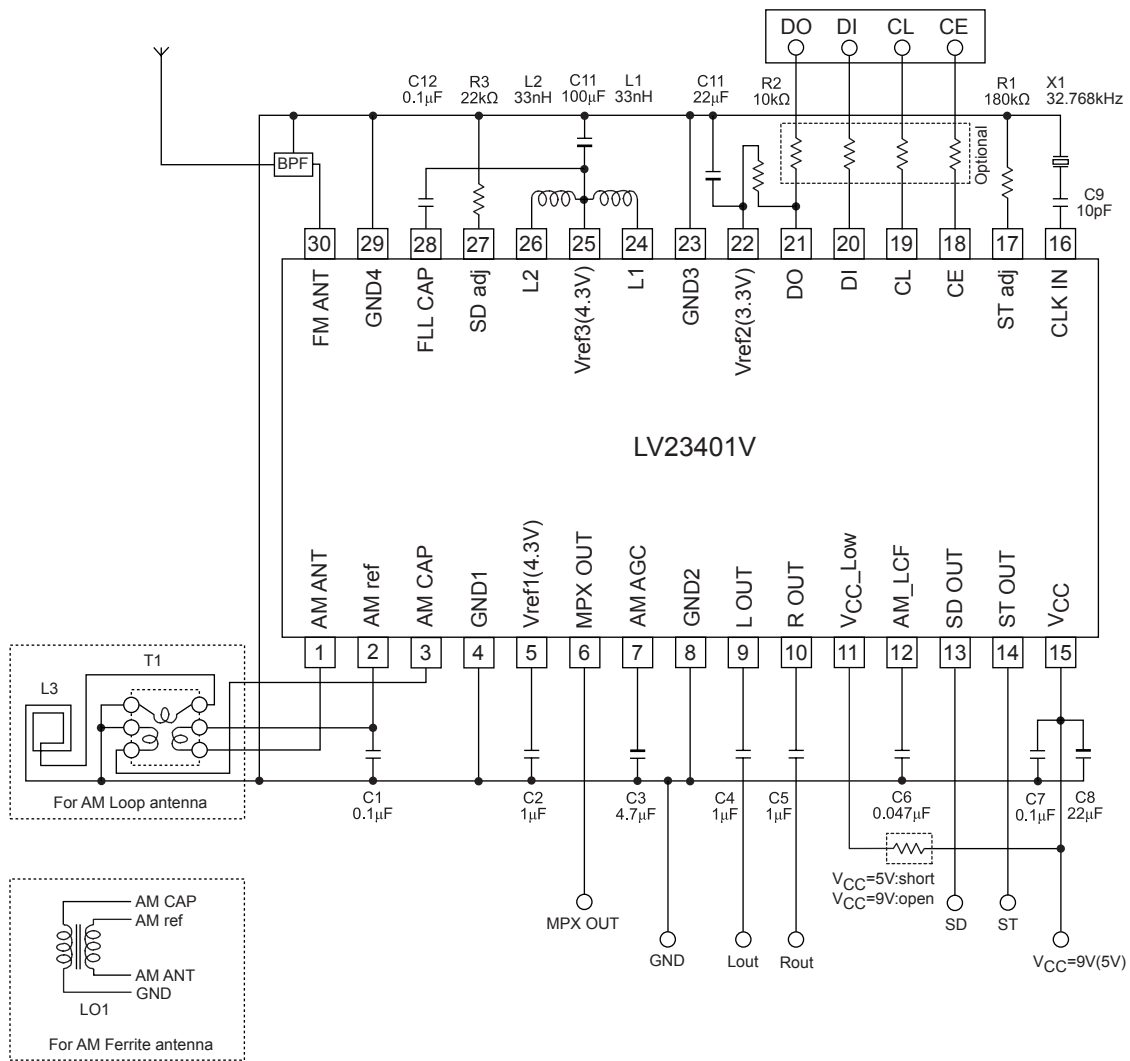 DO DI CL CE
C12 0.1μF
R3 22kΩ
L2 33nH
C11 100μF
L1 33nH
C11 22μF
R2 10kΩ
R1 180kΩ
X1 32.768kHz
Optional
BPF
C9 10pF
30 29 28 27 26 25 24 23 22 21 20 19 18 17 16
FM ANT
GND4
FLL CAP
SD adj
L2
Vref3(4.3V)
L1
GND3
Vref2(3.3V)
DO
DI
CL
CE
ST adj
CLK IN
LV23401V
AM ANT
AM ref
AM CAP
GND1
Vref1(4.3V)
MPX OUT
AM AGC
GND2
L OUT
R OUT
VCC_Low
AM_LCF
SD OUT
ST OUT
VCC
1 2 3 4 5 6 7 8 9 10 11 12 13 14 15
T1
L3
For AM Loop antenna
C1 0.1μF
C2 1μF
C3 4.7μF
C4 1μF
C5 1μF
C6 0.047μF
C7 0.1μF
C8 22μF
VCC=5V:short
VCC=9V:open
MPX OUT
GND
Lout
Rout
SD
ST
VCC=9V(5V)
AM CAP
AM ref
AM ANT
GND
LO1
For AM Ferrite antenna